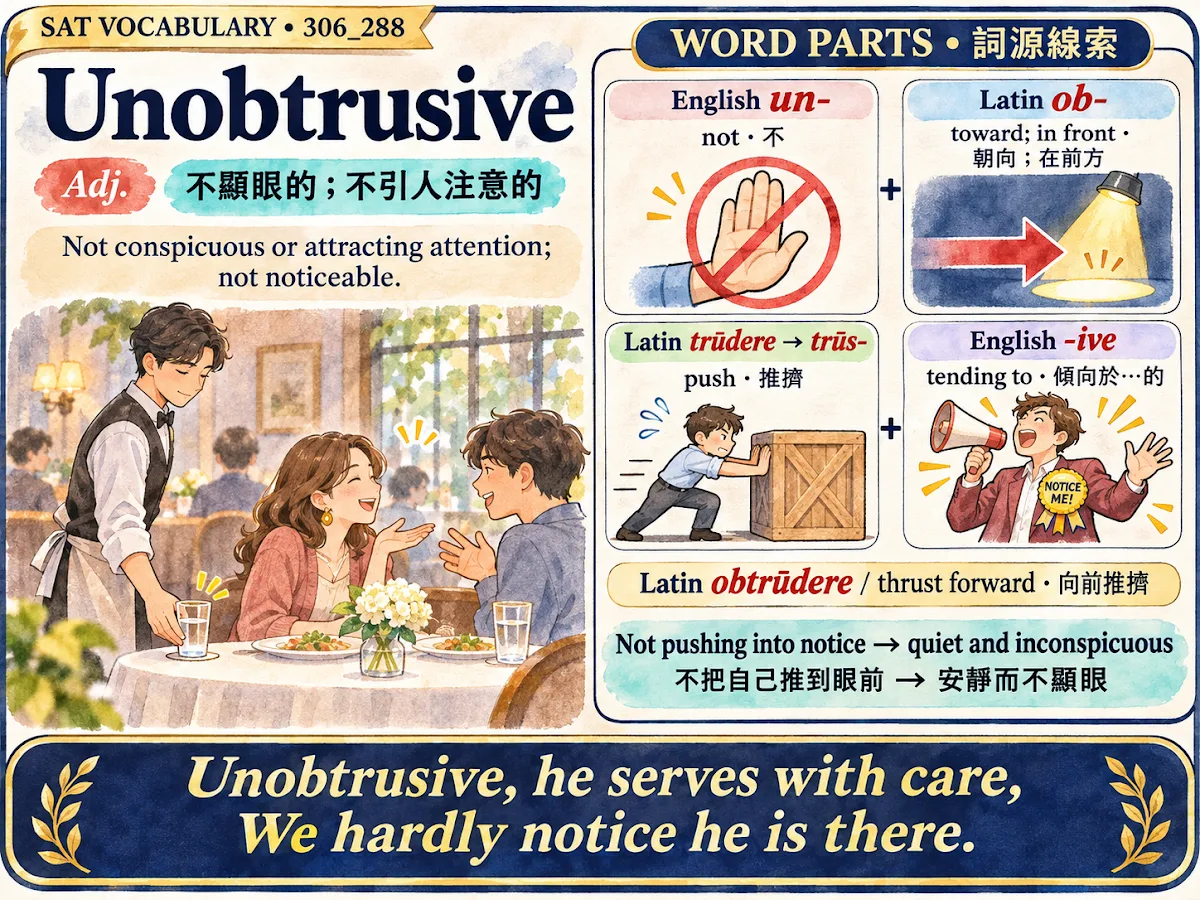 SAT VOCABULARY • 306_288
Unobtrusive
Adj.
不顯眼的；不引人注意的
Not conspicuous or attracting attention;
not noticeable.
WORD PARTS • 詞源線索
English un-
not · 不
+
Latin ob-
toward; in front ·
朝向；在前方
Latin trūdere → trūs-
push · 推擠
+
English -ive
tending to · 傾向於…的
NOTICE
ME!
Latin obtrūdere / thrust forward · 向前推擠
Not pushing into notice → quiet and inconspicuous
不把自己推到眼前 → 安靜而不顯眼
Unobtrusive, he serves with care,
We hardly notice he is there.